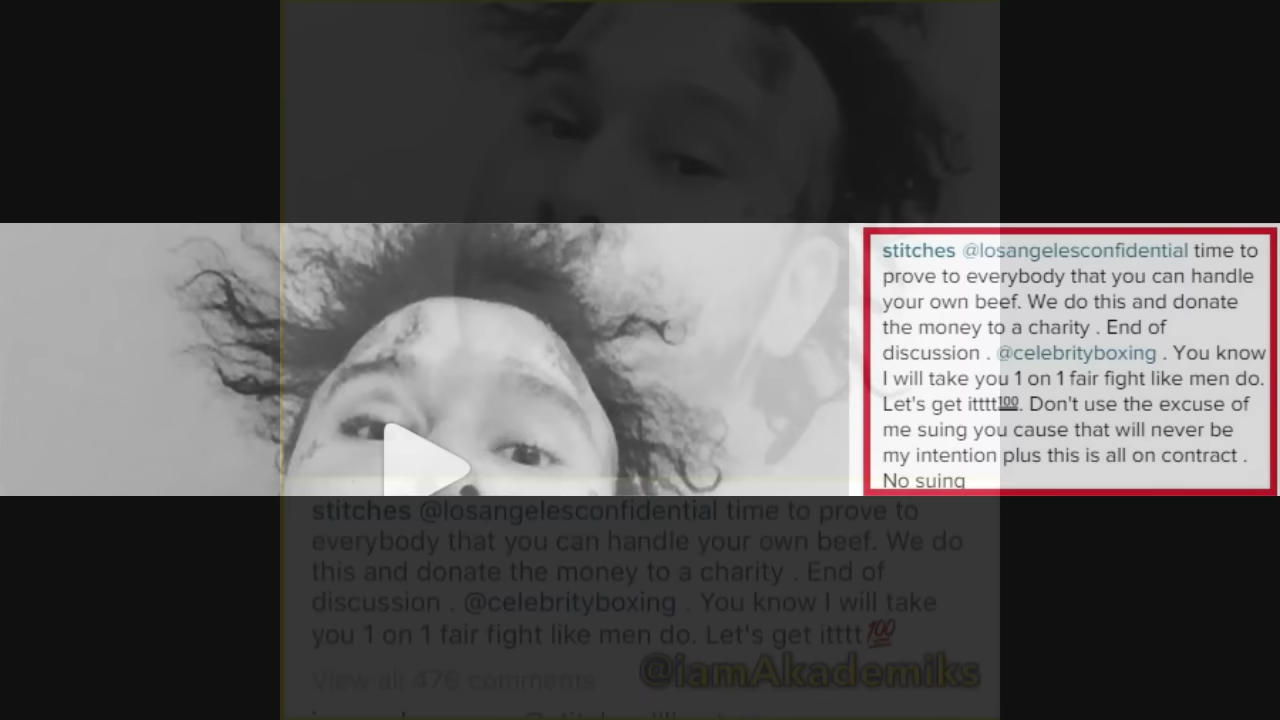 stitches @losangelesconfidential time to
prove to everybody that you can handle
your own beef. We do this and donate
the money to a charity . End of
discussion . @celebrityboxing . You know
I will take you 1 on 1 fair fight like men do.
Let's get itttt💯. Don't use the excuse of
me suing you cause that will never be
my intention plus this is all on contract .
No suing
stitches @losangelesconfidential time to prove to
everybody that you can handle your own beef. We do
this and donate the money to a charity . End of
discussion . @celebrityboxing . You know I will take
you 1 on 1 fair fight like men do. Let's get itttt💯
View all 476 comments
@iamAkademiks